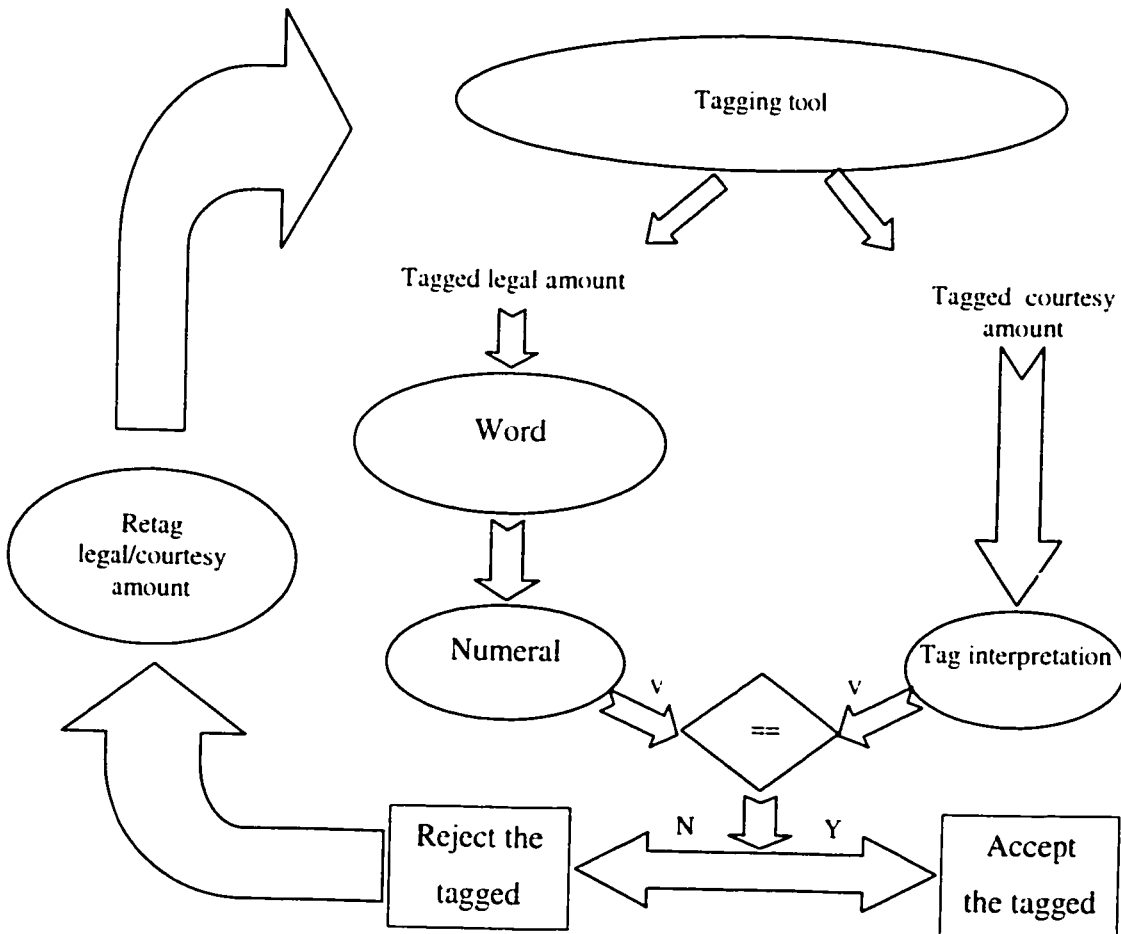 Tagging tool
Tagged legal amount
Tagged courtesy
amount
Word
Retag
legal/courtesy
amount
Numeral
Tag interpretation
v
v
==
N
Y
Reject the
tagged
Accept
the tagged